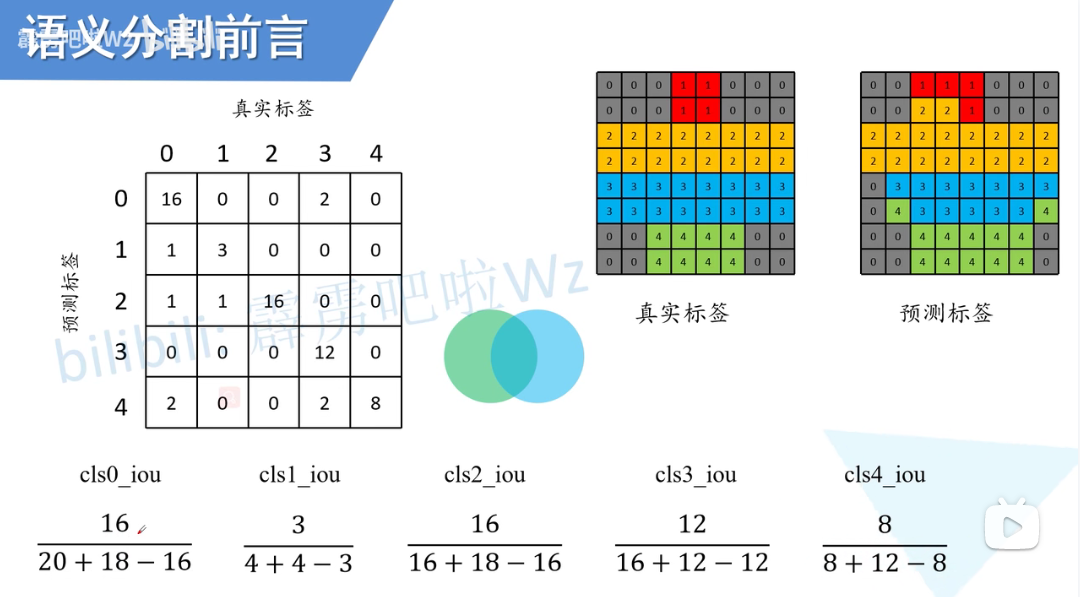 语义分割前言
霹雳吧啦Wz bilibili
真实标签
0 1 2 3 4
0 16 0 0 2 0
1 1 3 0 0 0
2 1 1 16 0 0
3 0 0 0 12 0
4 2 0 0 2 8
预测标签
0 0 0 1 1 0 0 0
0 0 0 1 1 0 0 0
2 2 2 2 2 2 2 2
2 2 2 2 2 2 2 2
3 3 3 3 3 3 3 3
3 3 3 3 3 3 3 3
0 0 4 4 4 4 0 0
0 0 4 4 4 4 0 0
真实标签
0 0 1 1 1 0 0 0
0 0 2 2 1 0 0 0
2 2 2 2 2 2 2 2
2 2 2 2 2 2 2 2
0 3 3 3 3 3 3 3
0 4 3 3 3 3 3 4
0 0 4 4 4 4 4 0
0 0 4 4 4 4 4 0
预测标签
bilibili: 霹雳吧啦Wz
cls0_iou cls1_iou cls2_iou cls3_iou cls4_iou
16 3 16 12 8
20 + 18 − 16 4 + 4 − 3 16 + 18 − 16 16 + 12 − 12 8 + 12 − 8